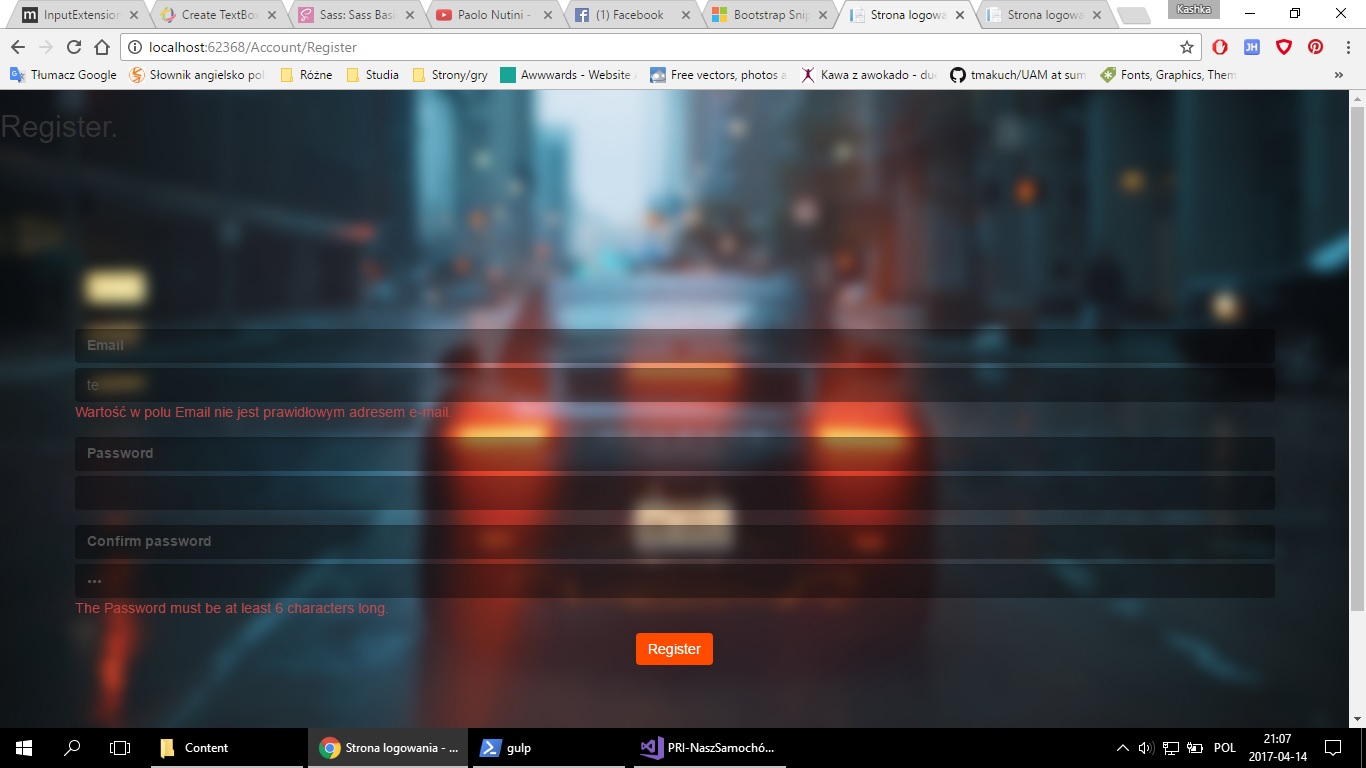 InputExtension
Create TextBox
Sass: Sass Basi
Paolo Nutini -
(1) Facebook
Bootstrap Snip
Strona logowa
Strona logowa
Kashka
localhost:62368/Account/Register
Tłumacz Google
Słownik angielsko pol
Różne
Studia
Strony/gry
Awwwards - Website
Free vectors, photos a
Kawa z awokado - du
tmakuch/UAM at sum
Fonts, Graphics, Them
»
Register.
Email
te
Wartość w polu Email nie jest prawidłowym adresem e-mail.
Password
Confirm password
•••
The Password must be at least 6 characters long.
Register
Content
Strona logowania - ...
gulp
PRI-NaszSamochó...
POL
21:07
2017-04-14